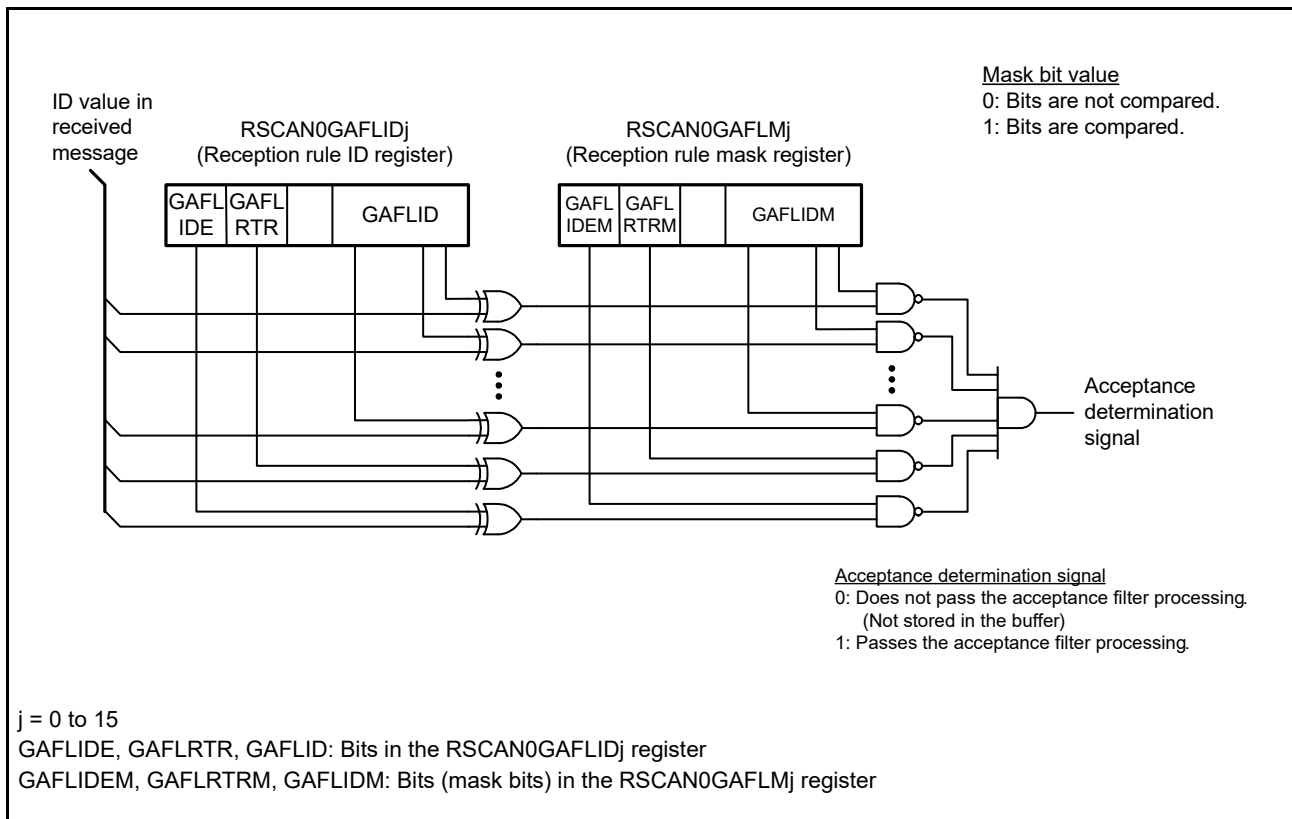 Mask bit value
0: Bits are not compared.
1: Bits are compared.
ID value in
received
message
RSCAN0GAFLIDj
(Reception rule ID register)
RSCAN0GAFLMj
(Reception rule mask register)
GAFL
IDE
GAFL
RTR
GAFLID
GAFL
IDEM
GAFL
RTRM
GAFLIDM
Acceptance
determination
signal
Acceptance determination signal
0: Does not pass the acceptance filter processing.
(Not stored in the buffer)
1: Passes the acceptance filter processing.
j = 0 to 15
GAFLIDE, GAFLRTR, GAFLID: Bits in the RSCAN0GAFLIDj register
GAFLIDEM, GAFLRTRM, GAFLIDM: Bits (mask bits) in the RSCAN0GAFLMj register